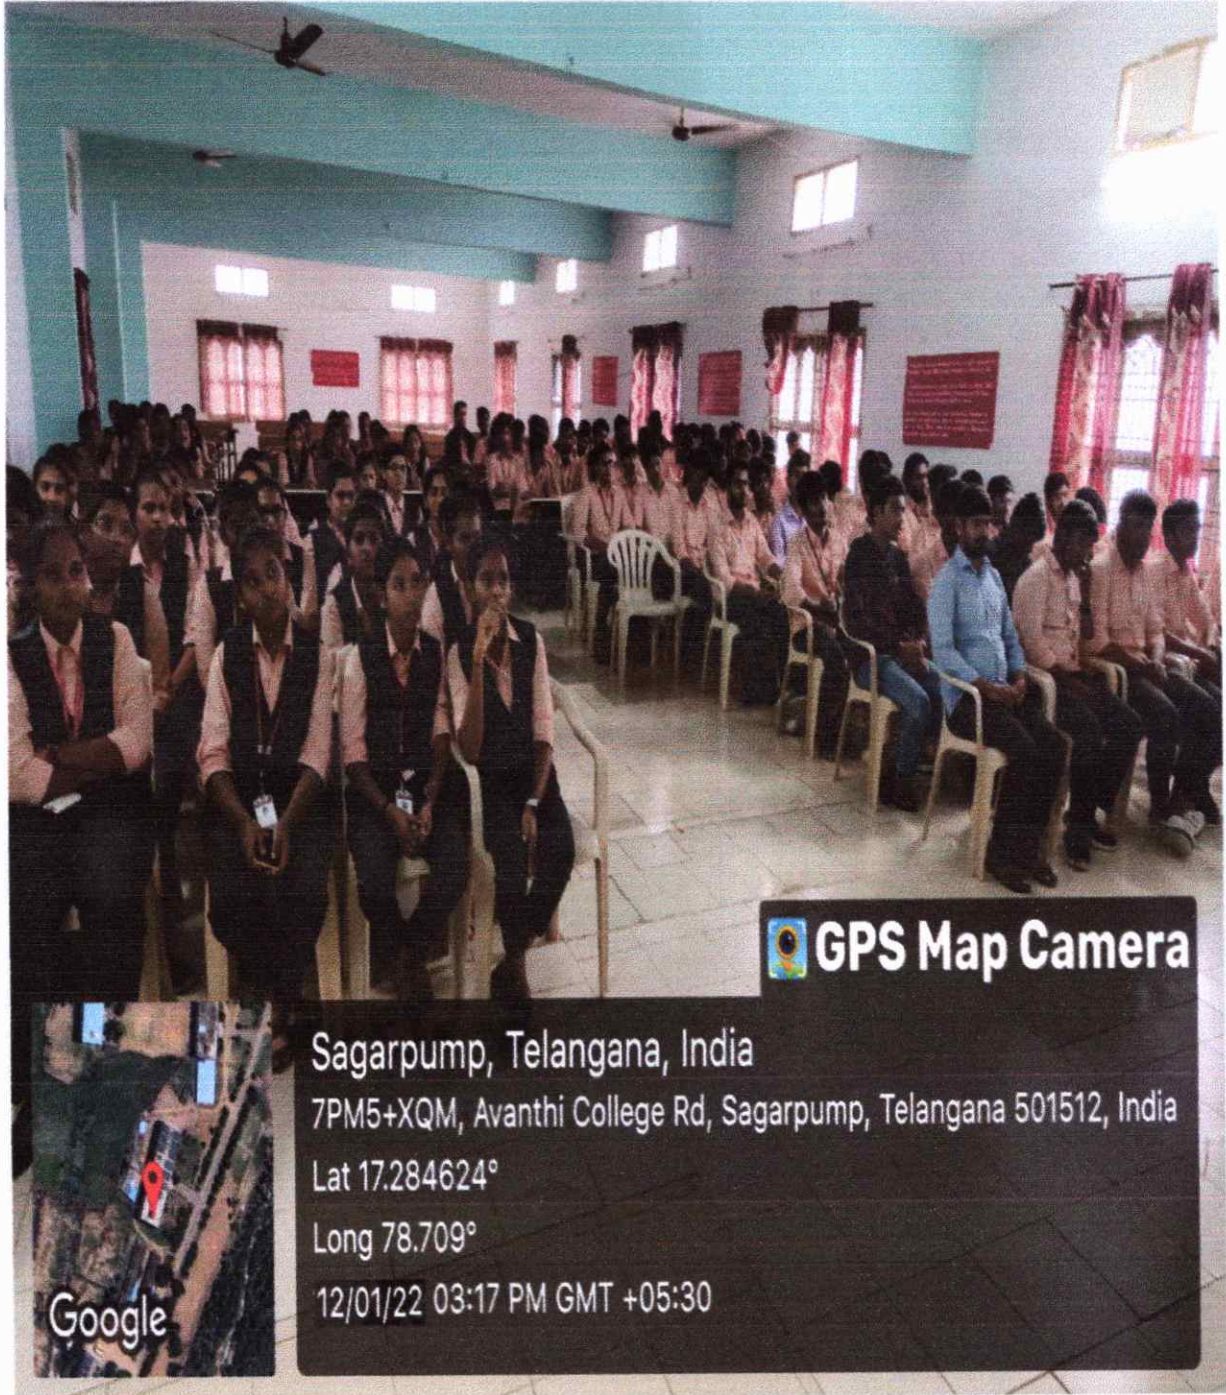 GPS Map Camera
Sagarpump, Telangana, India
7PM5+XQM, Avanthi College Rd, Sagarpump, Telangana 501512, India
Lat 17.284624°
Long 78.709°
12/01/22 03:17 PM GMT +05:30
Google